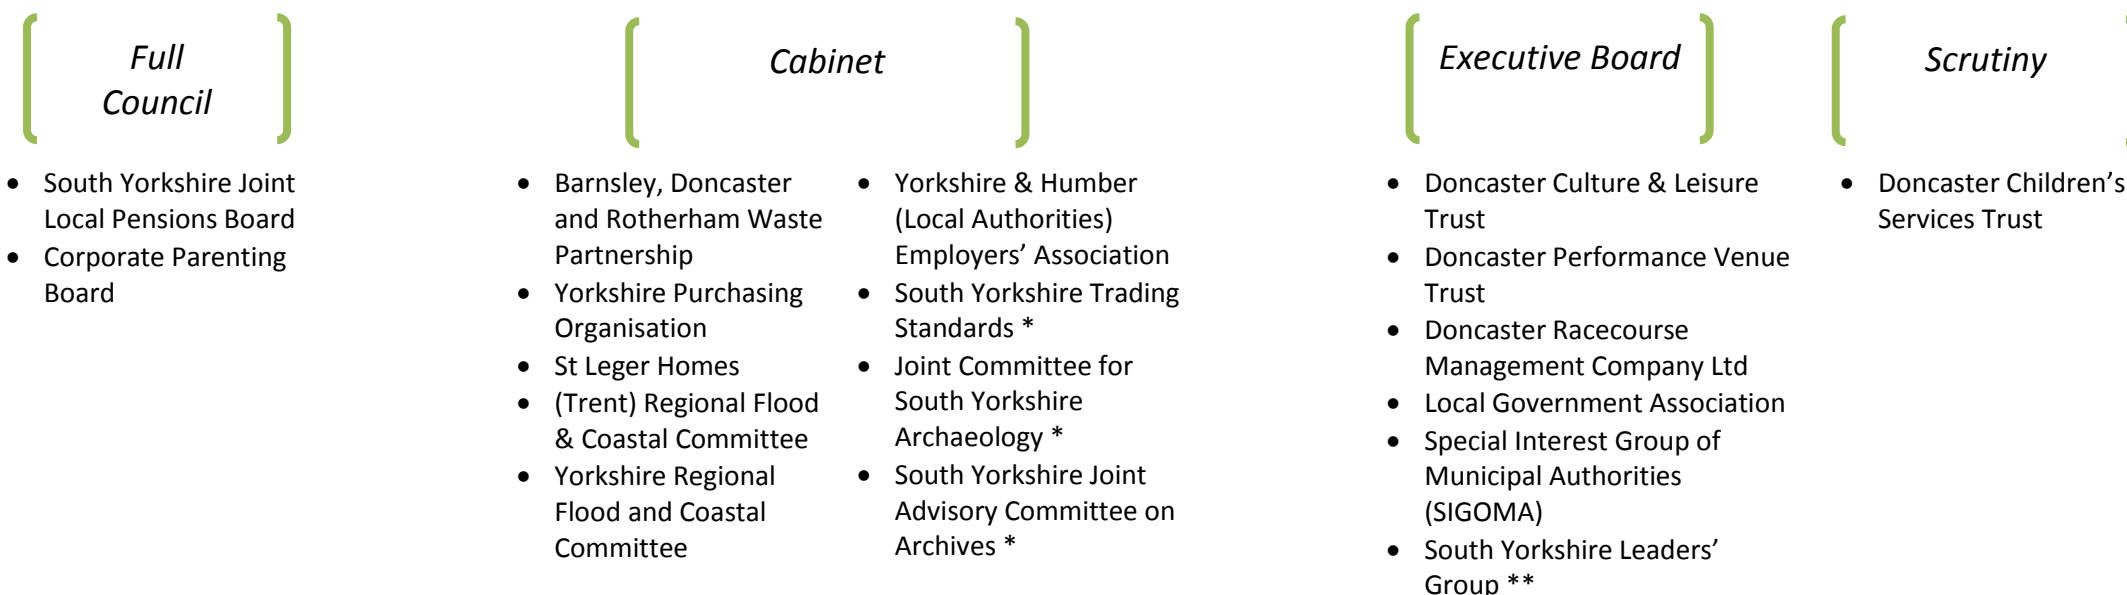 Full
Council
• South Yorkshire Joint
Local Pensions Board
• Corporate Parenting
Board
Cabinet
• Barnsley, Doncaster
and Rotherham Waste
Partnership
• Yorkshire Purchasing
Organisation
• St Leger Homes
• (Trent) Regional Flood
& Coastal Committee
• Yorkshire Regional
Flood and Coastal
Committee
• Yorkshire & Humber
(Local Authorities)
Employers’ Association
• South Yorkshire Trading
Standards *
• Joint Committee for
South Yorkshire
Archaeology *
• South Yorkshire Joint
Advisory Committee on
Archives *
Executive Board
• Doncaster Culture & Leisure
Trust
• Doncaster Performance Venue
Trust
• Doncaster Racecourse
Management Company Ltd
• Local Government Association
• Special Interest Group of
Municipal Authorities
(SIGOMA)
• South Yorkshire Leaders’
Group **
Scrutiny
• Doncaster Children’s
Services Trust